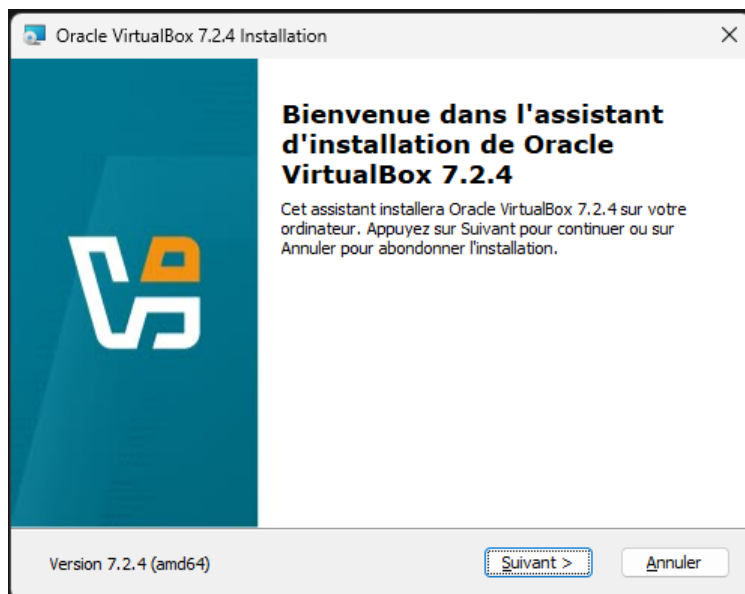 Oracle VirtualBox 7.2.4 Installation
Bienvenue dans l'assistant
d'installation de Oracle
VirtualBox 7.2.4
Cet assistant installera Oracle VirtualBox 7.2.4 sur votre
ordinateur. Appuyez sur Suivant pour continuer ou sur
Annuler pour abondonner l'installation.
Version 7.2.4 (amd64)
Suivant >
Annuler